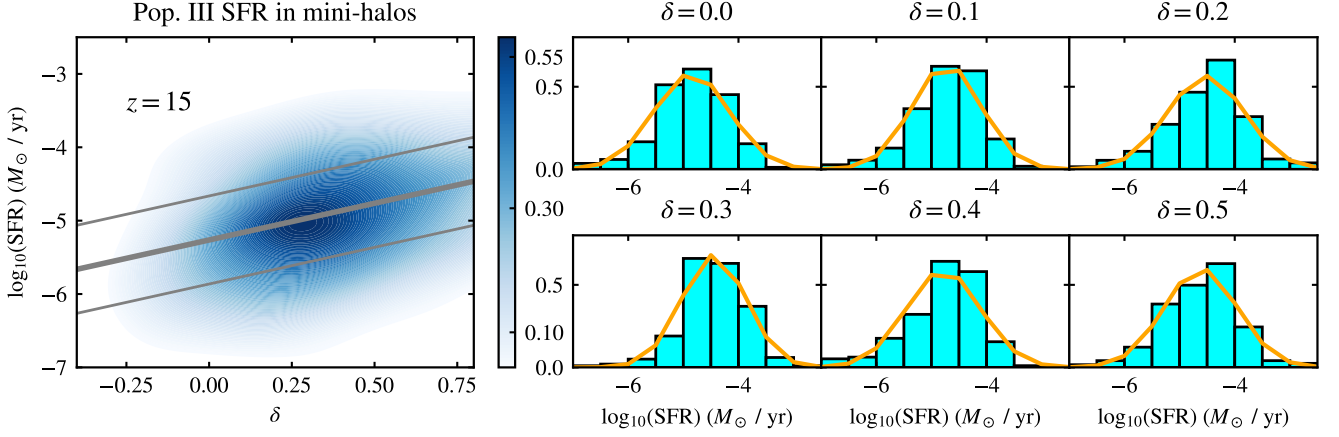 Pop. III SFR in mini-halos
z = 15
log₁₀(SFR) (M⊙ / yr)
−3
−4
−5
−6
−7
−0.25
0.00
0.25
0.50
0.75
δ
0.55
0.30
0.10
0.0
δ = 0.0
δ = 0.1
δ = 0.2
0.5
0.0
−6
−4
−6
−4
−6
−4
δ = 0.3
δ = 0.4
δ = 0.5
0.5
0.0
−6
−4
−6
−4
−6
−4
log₁₀(SFR) (M⊙ / yr)
log₁₀(SFR) (M⊙ / yr)
log₁₀(SFR) (M⊙ / yr)